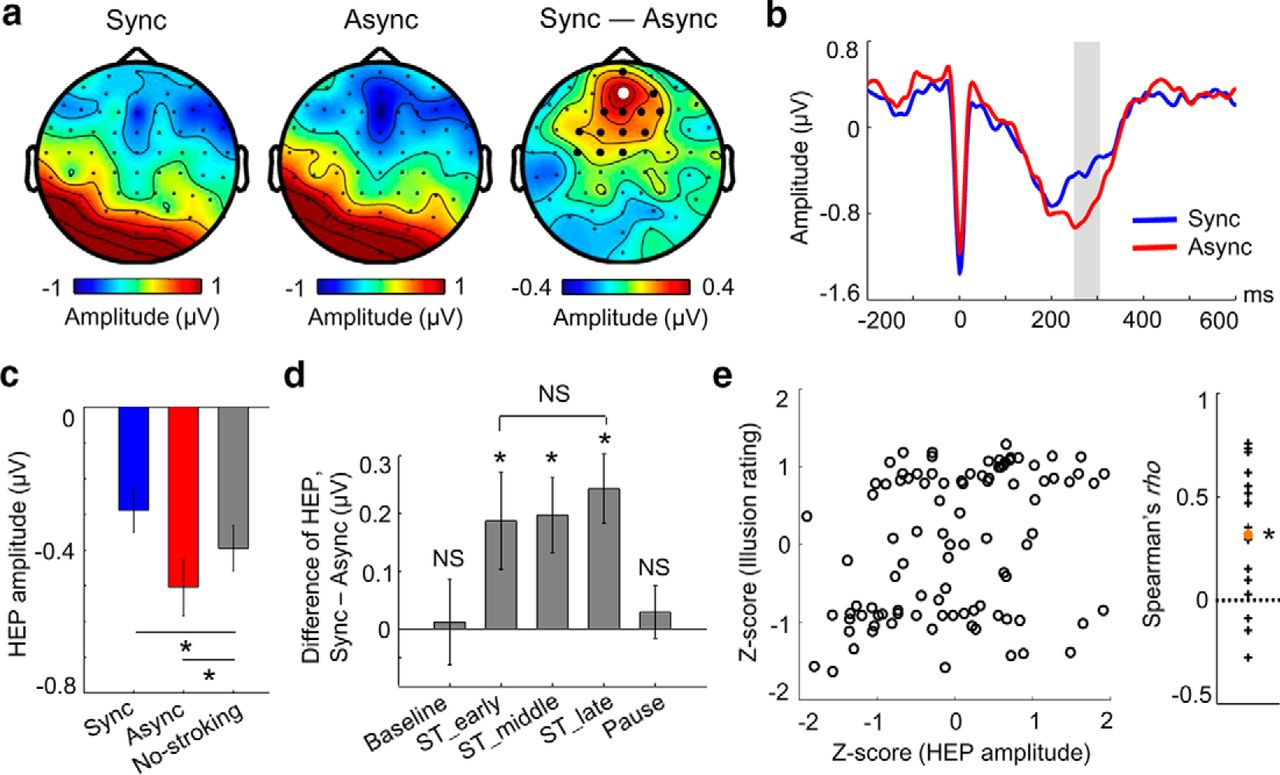 a
Sync
Async
Sync — Async
-1
1
Amplitude (µV)
-1
1
Amplitude (µV)
-0.4
0.4
Amplitude (µV)
b
0.8
0
-0.8
-1.6
Amplitude (µV)
Sync
Async
ms
-200
0
200
400
600
c
0
-0.4
-0.8
HEP amplitude (µV)
*
*
Sync
Async
No-stroking
d
NS
NS
*
*
*
NS
0.3
0.2
0.1
0
Difference of HEP,
Sync – Async (µV)
Baseline
ST_early
ST_middle
ST_late
Pause
e
2
1
0
-1
-2
Z-score (Illusion rating)
-2
-1
0
1
2
Z-score (HEP amplitude)
1
0.5
0
-0.5
Spearman's rho
*